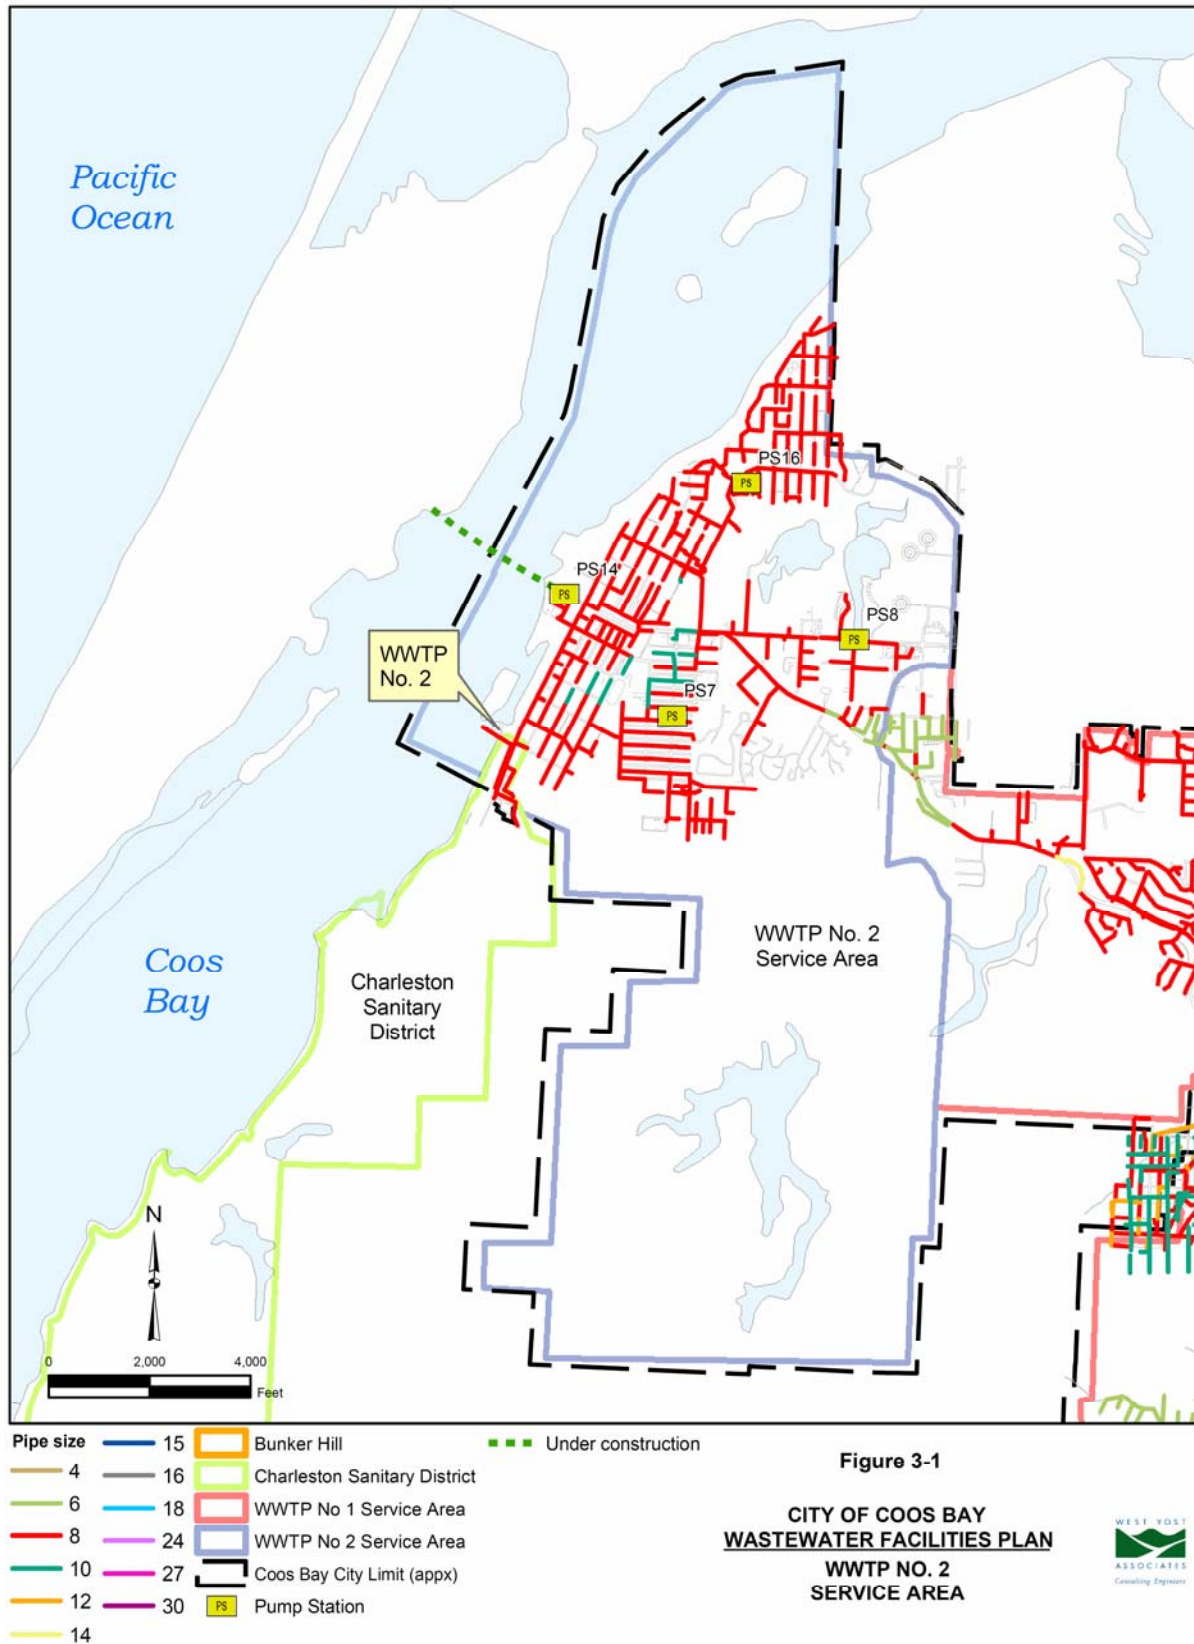 Pacific
Ocean
PS16
PS
PS14
PS
PS8
PS
WWTP
No. 2
PS7
PS
WWTP No. 2
Service Area
Coos
Bay
Charleston
Sanitary
District
N
0 2,000 4,000
Feet
Pipe size
4
6
8
10
12
14
15
16
18
24
27
30
Bunker Hill
Charleston Sanitary District
WWTP No 1 Service Area
WWTP No 2 Service Area
Coos Bay City Limit (appx)
PS Pump Station
Under construction
Figure 3-1
CITY OF COOS BAY
WASTEWATER FACILITIES PLAN
WWTP NO. 2
SERVICE AREA
WEST YOST
ASSOCIATES
Consulting Engineers